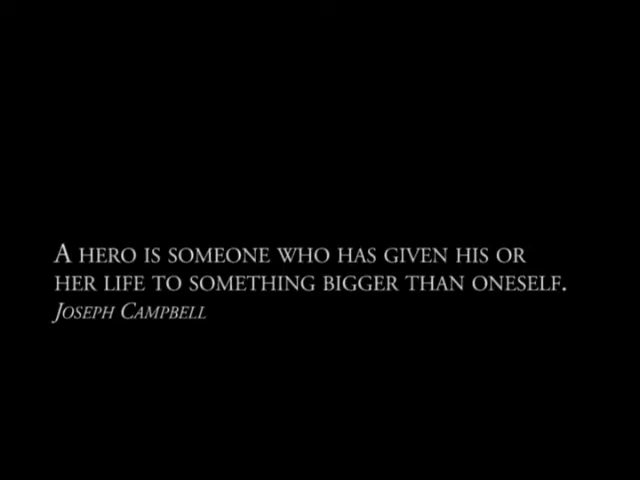 A HERO IS SOMEONE WHO HAS GIVEN HIS OR
HER LIFE TO SOMETHING BIGGER THAN ONESELF.
JOSEPH CAMPBELL